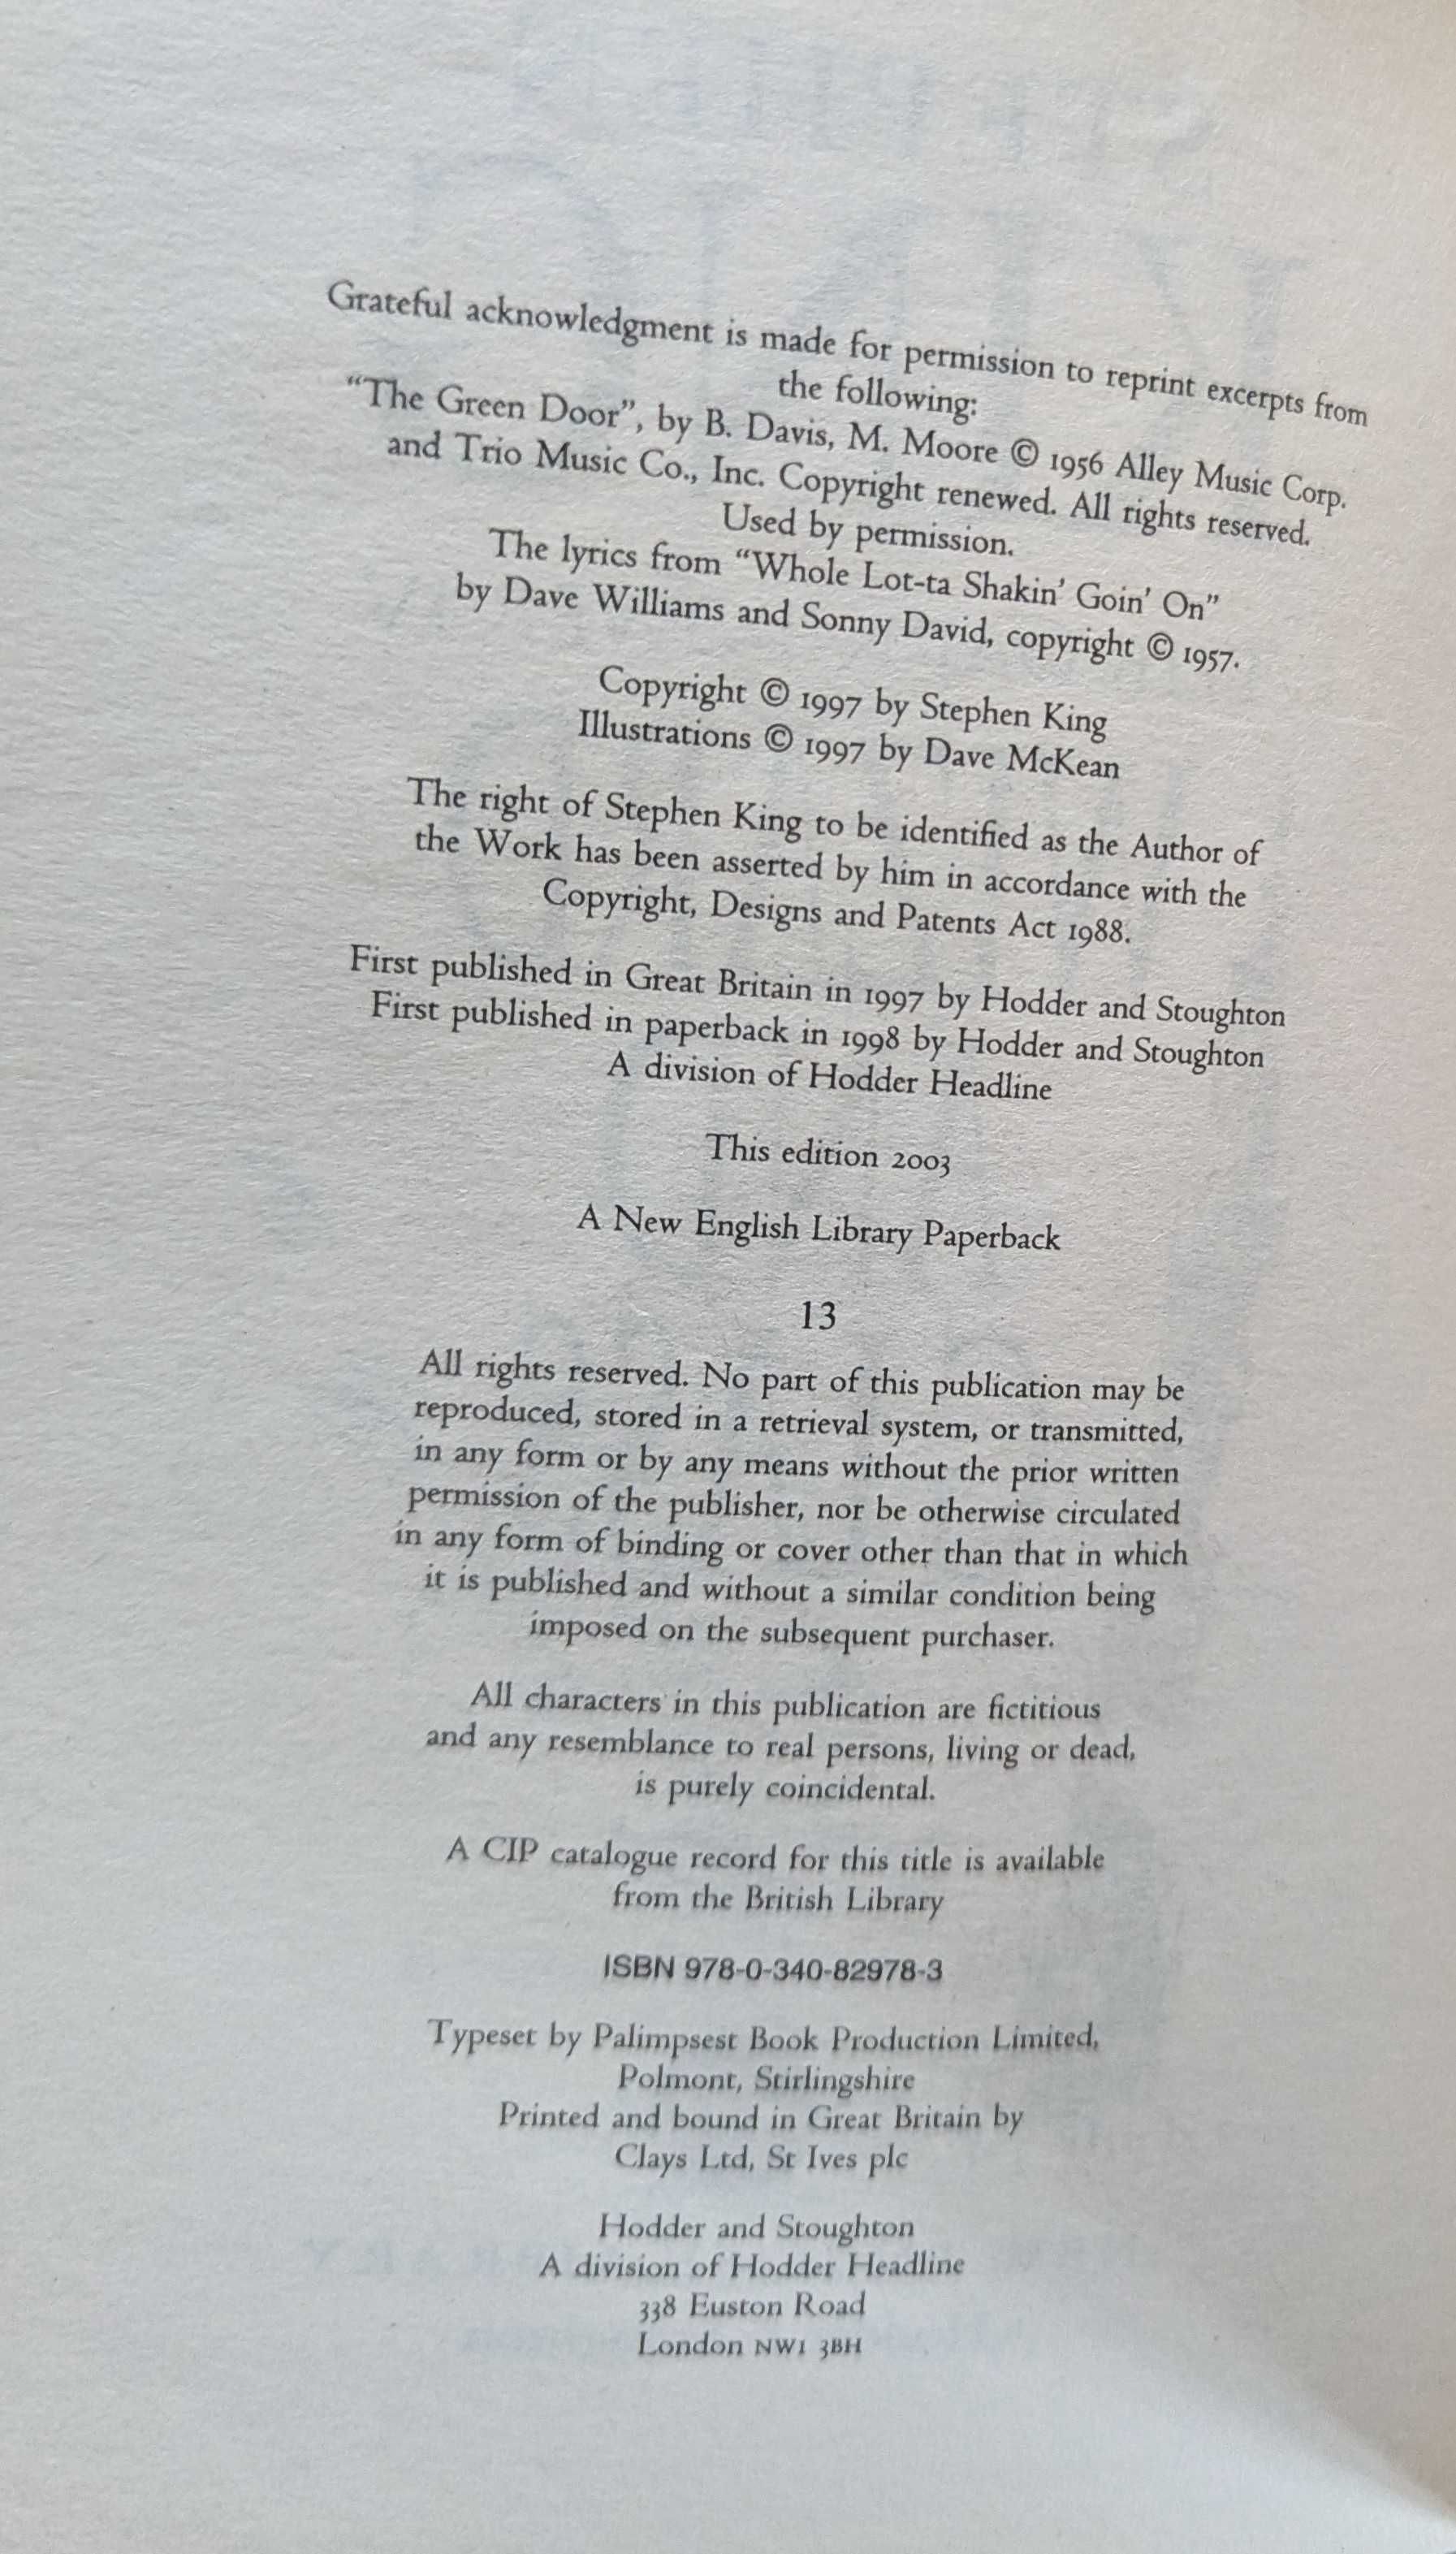 Grateful acknowledgment is made for permission to reprint excerpts from
the following:
“The Green Door”, by B. Davis, M. Moore © 1956 Alley Music Corp.
and Trio Music Co., Inc. Copyright renewed. All rights reserved.
Used by permission.
The lyrics from “Whole Lot-ta Shakin’ Goin’ On”
by Dave Williams and Sonny David, copyright © 1957.
Copyright © 1997 by Stephen King
Illustrations © 1997 by Dave McKean
The right of Stephen King to be identified as the Author of
the Work has been asserted by him in accordance with the
Copyright, Designs and Patents Act 1988.
First published in Great Britain in 1997 by Hodder and Stoughton
First published in paperback in 1998 by Hodder and Stoughton
A division of Hodder Headline
This edition 2003
A New English Library Paperback
13
All rights reserved. No part of this publication may be
reproduced, stored in a retrieval system, or transmitted,
in any form or by any means without the prior written
permission of the publisher, nor be otherwise circulated
in any form of binding or cover other than that in which
it is published and without a similar condition being
imposed on the subsequent purchaser.
All characters in this publication are fictitious
and any resemblance to real persons, living or dead,
is purely coincidental.
A CIP catalogue record for this title is available
from the British Library
ISBN 978-0-340-82978-3
Typeset by Palimpsest Book Production Limited,
Polmont, Stirlingshire
Printed and bound in Great Britain by
Clays Ltd, St Ives plc
Hodder and Stoughton
A division of Hodder Headline
338 Euston Road
London NW1 3BH